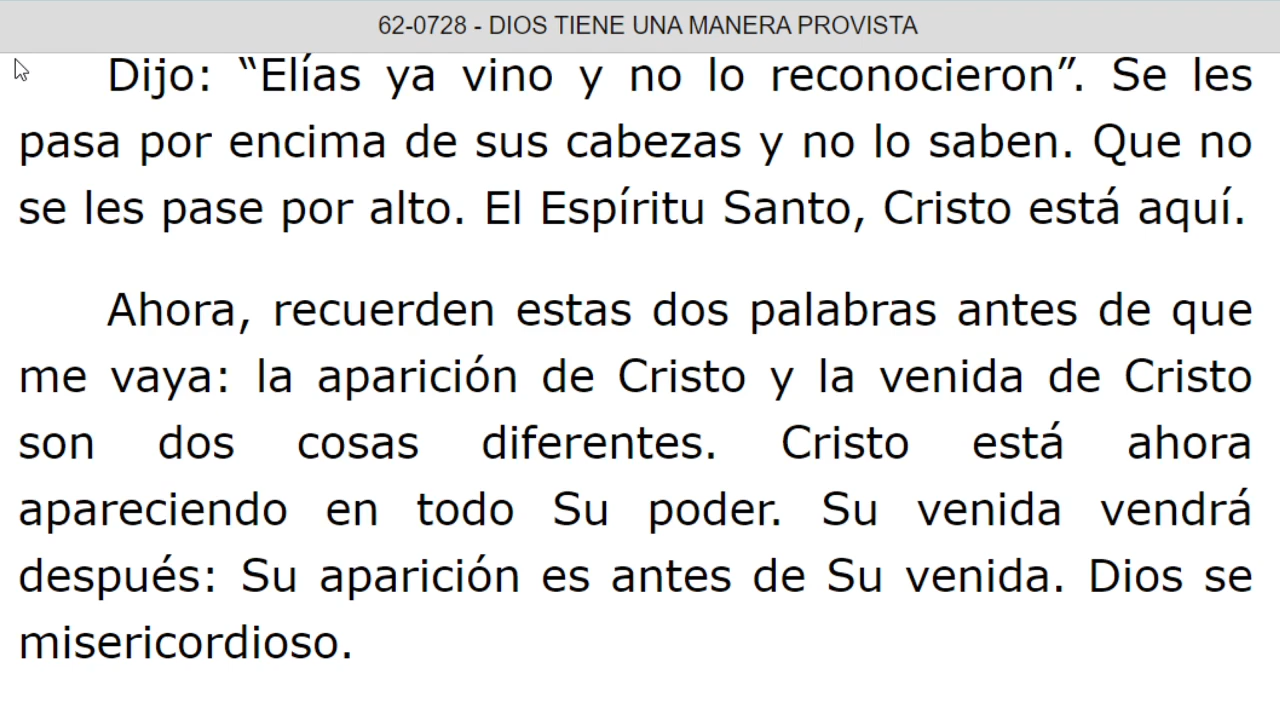 62-0728 - DIOS TIENE UNA MANERA PROVISTA
Dijo: “Elías ya vino y no lo reconocieron”. Se les
pasa por encima de sus cabezas y no lo saben. Que no
se les pase por alto. El Espíritu Santo, Cristo está aquí.
Ahora, recuerden estas dos palabras antes de que
me vaya: la aparición de Cristo y la venida de Cristo
son dos cosas diferentes. Cristo está ahora
apareciendo en todo Su poder. Su venida vendrá
después: Su aparición es antes de Su venida. Dios se
misericordioso.